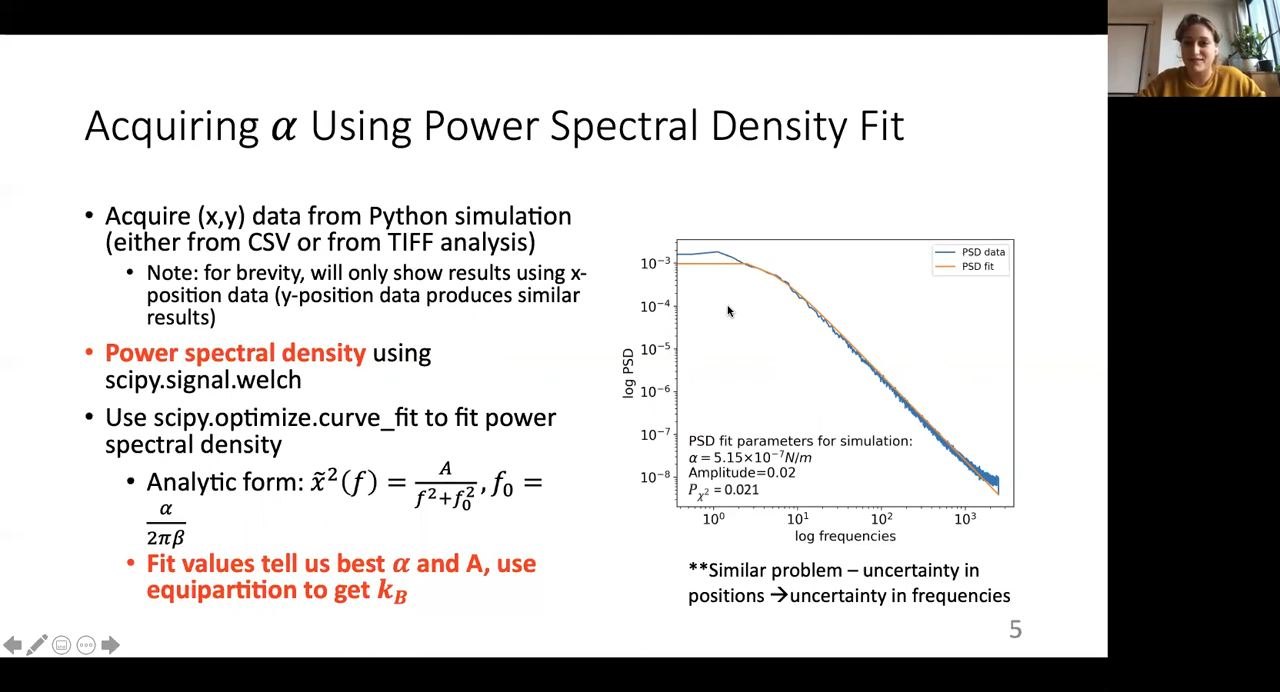 Acquiring α Using Power Spectral Density Fit
• Acquire (x,y) data from Python simulation
(either from CSV or from TIFF analysis)
• Note: for brevity, will only show results using x-
position data (y-position data produces similar
results)
• Power spectral density using
scipy.signal.welch
• Use scipy.optimize.curve_fit to fit power
spectral density
• Analytic form: x̃²(f) = A / (f² + f₀²), f₀ =
α / 2πβ
• Fit values tell us best α and A, use
equipartition to get k_B
PSD data
PSD fit
10⁻³
10⁻⁴
10⁻⁵
10⁻⁶
10⁻⁷
10⁻⁸
log PSD
PSD fit parameters for simulation:
α = 5.15×10⁻⁷N/m
Amplitude=0.02
P_χ² = 0.021
10⁰ 10¹ 10² 10³
log frequencies
**Similar problem – uncertainty in
positions →uncertainty in frequencies
5